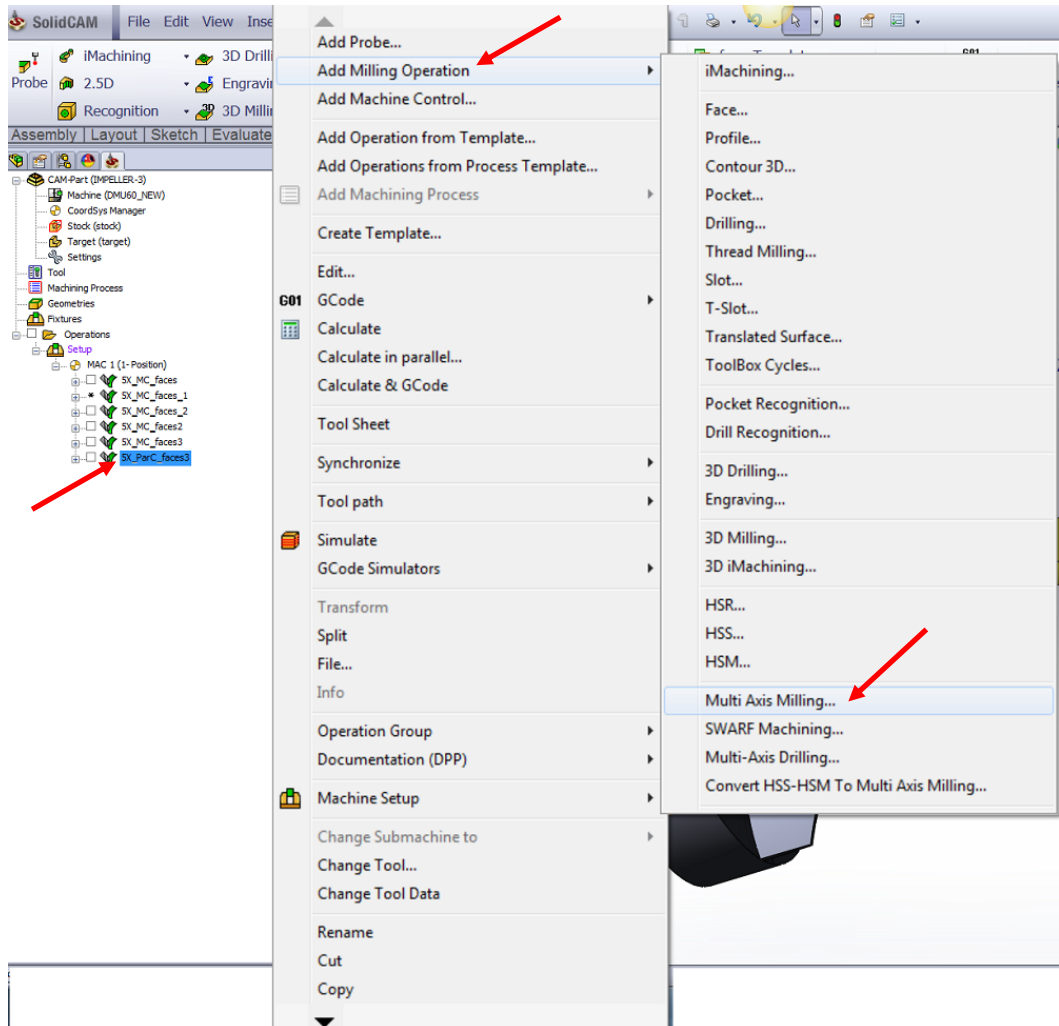 SolidCAM File Edit View Inse
iMachining 3D Drilli
Probe 2.5D Engravi
Recognition 3D Millin
Assembly Layout Sketch Evaluate
CAM-Part (IMPELLER-3)
Machine (DMU60_NEW)
CoordSys Manager
Stock (stock)
Target (target)
Settings
Tool
Machining Process
Geometries
Fixtures
Operations
Setup
MAC 1 (1- Position)
5X_MC_faces
5X_MC_faces_1
5X_MC_faces_2
5X_MC_faces2
5X_MC_faces3
5X_ParC_faces3
Add Probe...
Add Milling Operation
Add Machine Control...
Add Operation from Template...
Add Operations from Process Template...
Add Machining Process
Create Template...
Edit...
G01 GCode
Calculate
Calculate in parallel...
Calculate & GCode
Tool Sheet
Synchronize
Tool path
Simulate
GCode Simulators
Transform
Split
File...
Info
Operation Group
Documentation (DPP)
Machine Setup
Change Submachine to
Change Tool...
Change Tool Data
Rename
Cut
Copy
iMachining...
Face...
Profile...
Contour 3D...
Pocket...
Drilling...
Thread Milling...
Slot...
T-Slot...
Translated Surface...
ToolBox Cycles...
Pocket Recognition...
Drill Recognition...
3D Drilling...
Engraving...
3D Milling...
3D iMachining...
HSR...
HSS...
HSM...
Multi Axis Milling...
SWARF Machining...
Multi-Axis Drilling...
Convert HSS-HSM To Multi Axis Milling...